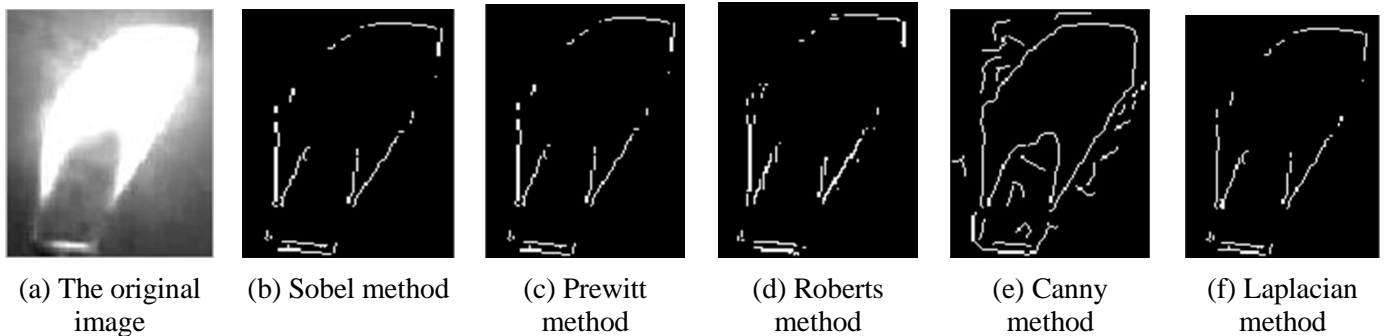 (a) The original
image
(b) Sobel method
(c) Prewitt
method
(d) Roberts
method
(e) Canny
method
(f) Laplacian
method